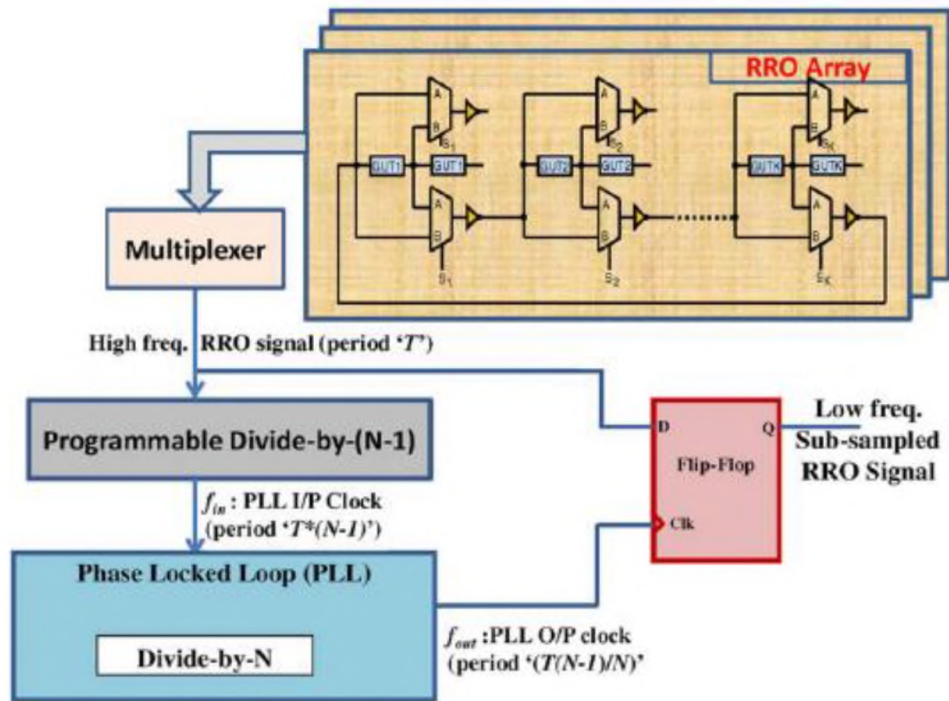 RRO Array
A
A
A
B
B
B
S1
S2
SK
GUT1
GUT1
GUT2
GUT2
GUTK
GUTK
A
A
A
B
B
B
S1
S2
SK
Multiplexer
High freq. RRO signal (period ‘T’)
Programmable Divide-by-(N-1)
D
Q
Flip-Flop
Clk
Low freq.
Sub-sampled
RRO Signal
fin : PLL I/P Clock
(period ‘T*(N-1)’)
Phase Locked Loop (PLL)
Divide-by-N
fout :PLL O/P clock
(period ‘(T(N-1)/N)’